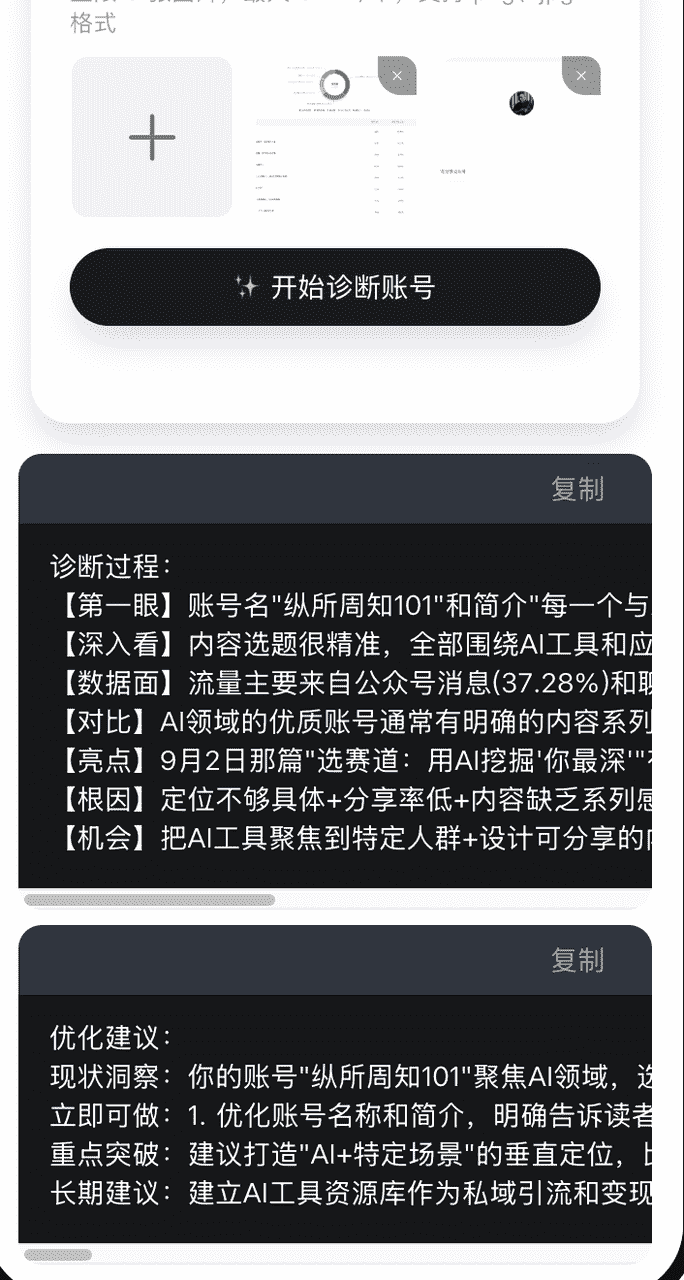 格式
✨ 开始诊断账号
复制
诊断过程：
【第一眼】账号名"纵所周知101"和简介"每一个与
【深入看】内容选题很精准，全部围绕AI工具和应
【数据面】流量主要来自公众号消息(37.28%)和聊
【对比】AI领域的优质账号通常有明确的内容系列
【亮点】9月2日那篇"选赛道：用AI挖掘'你最深'"
【根因】定位不够具体+分享率低+内容缺乏系列感
【机会】把AI工具聚焦到特定人群+设计可分享的内
复制
优化建议：
现状洞察：你的账号"纵所周知101"聚焦AI领域，选
立即可做：1. 优化账号名称和简介，明确告诉读者
重点突破：建议打造"AI+特定场景"的垂直定位，比
长期建议：建立AI工具资源库作为私域引流和变现